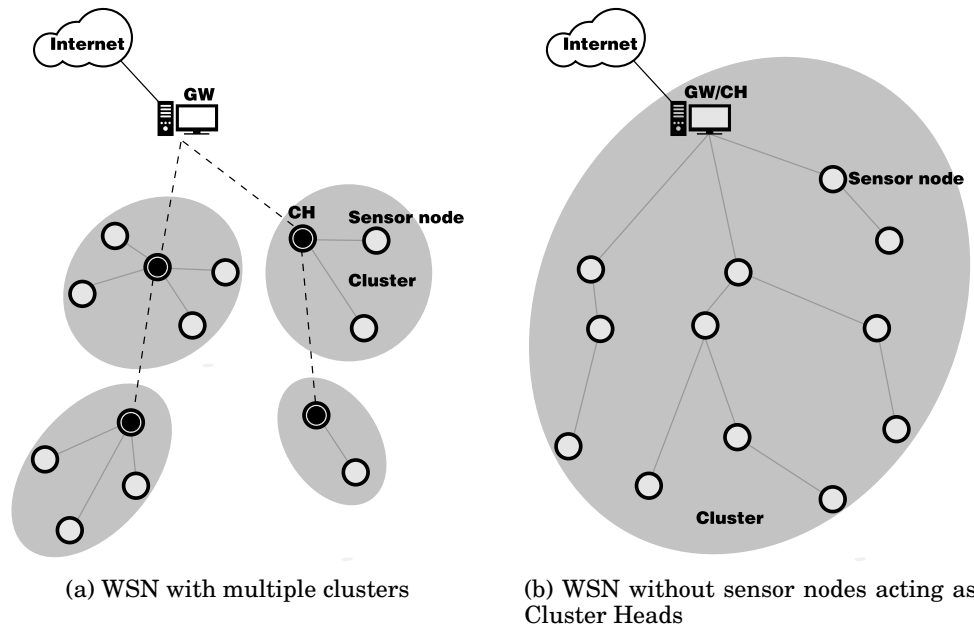 Internet
GW
CH
Sensor node
Cluster
(a) WSN with multiple clusters
Internet
GW/CH
Sensor node
Cluster
(b) WSN without sensor nodes acting as
Cluster Heads